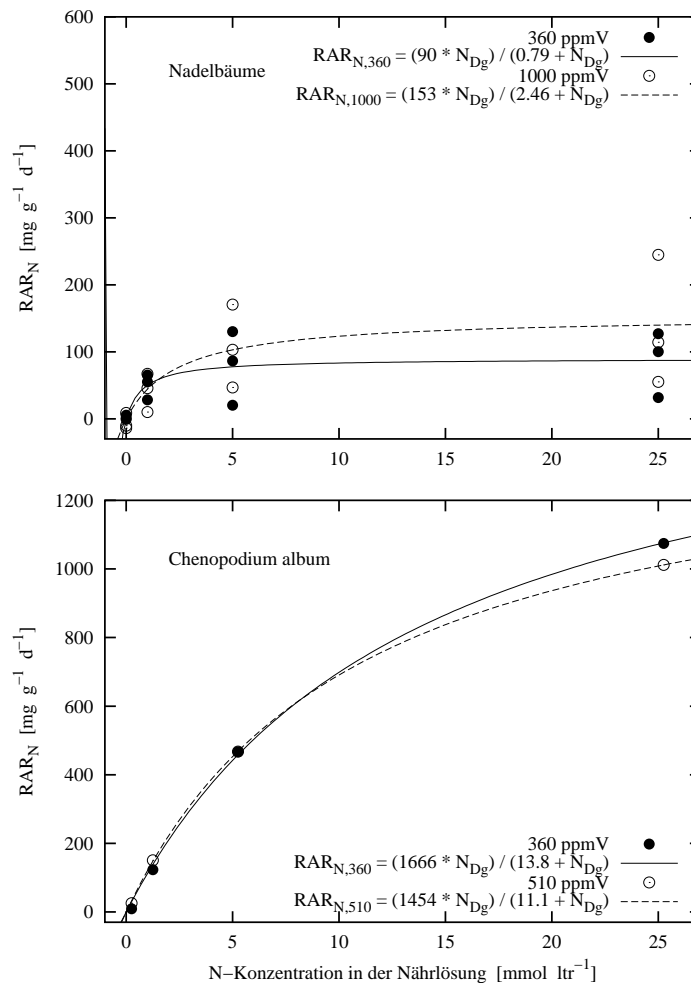 600
500
400
300
200
100
0
RAR_N [mg g^−1 d^−1]
Nadelbäume
360 ppmV
RAR_N,360 = (90 * N_Dg) / (0.79 + N_Dg)
1000 ppmV
RAR_N,1000 = (153 * N_Dg) / (2.46 + N_Dg)
0 5 10 15 20 25
1200
1000
800
600
400
200
0
RAR_N [mg g^−1 d^−1]
Chenopodium album
360 ppmV
RAR_N,360 = (1666 * N_Dg) / (13.8 + N_Dg)
510 ppmV
RAR_N,510 = (1454 * N_Dg) / (11.1 + N_Dg)
0 5 10 15 20 25
N−Konzentration in der Nährlösung [mmol ltr^−1]